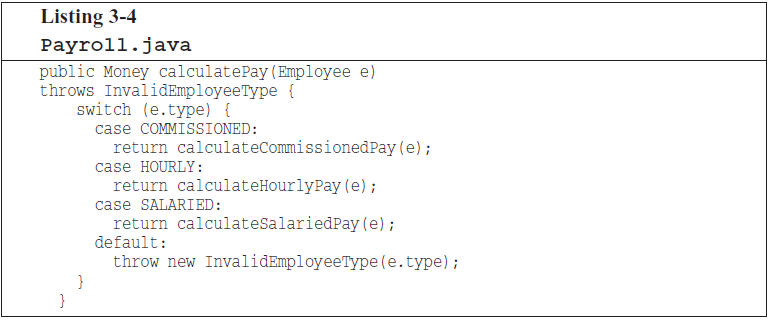 Listing 3-4
Payroll.java
public Money calculatePay(Employee e)
throws InvalidEmployeeType {
switch (e.type) {
case COMMISSIONED:
return calculateCommissionedPay(e);
case HOURLY:
return calculateHourlyPay(e);
case SALARIED:
return calculateSalariedPay(e);
default:
throw new InvalidEmployeeType(e.type);
}
}